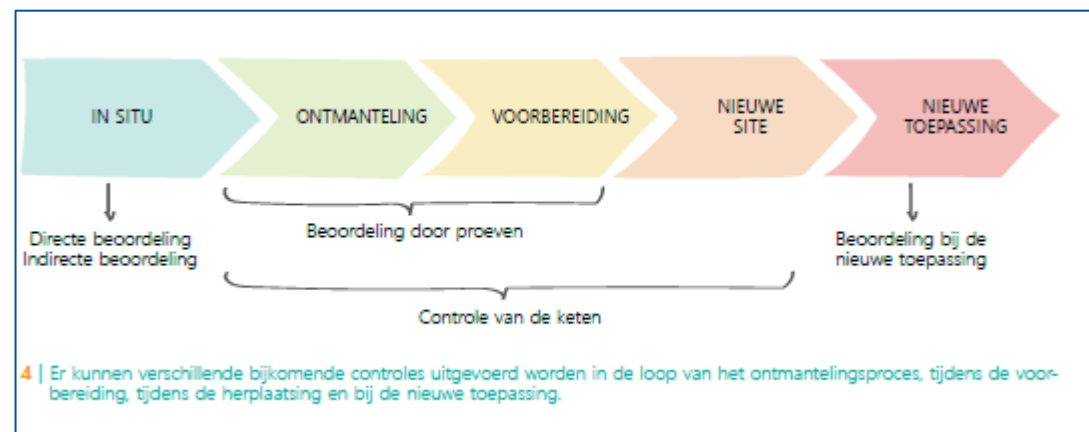 IN SITU
ONTMANTELING
VOORBEREIDING
NIEUWE
SITE
NIEUWE
TOEPASSING
Directe beoordeling
Indirecte beoordeling
Beoordeling door proeven
Beoordeling bij de
nieuwe toepassing
Controle van de keten
4 | Er kunnen verschillende bijkomende controles uitgevoerd worden in de loop van het ontmantelingsproces, tijdens de voor-
bereiding, tijdens de herplaatsing en bij de nieuwe toepassing.